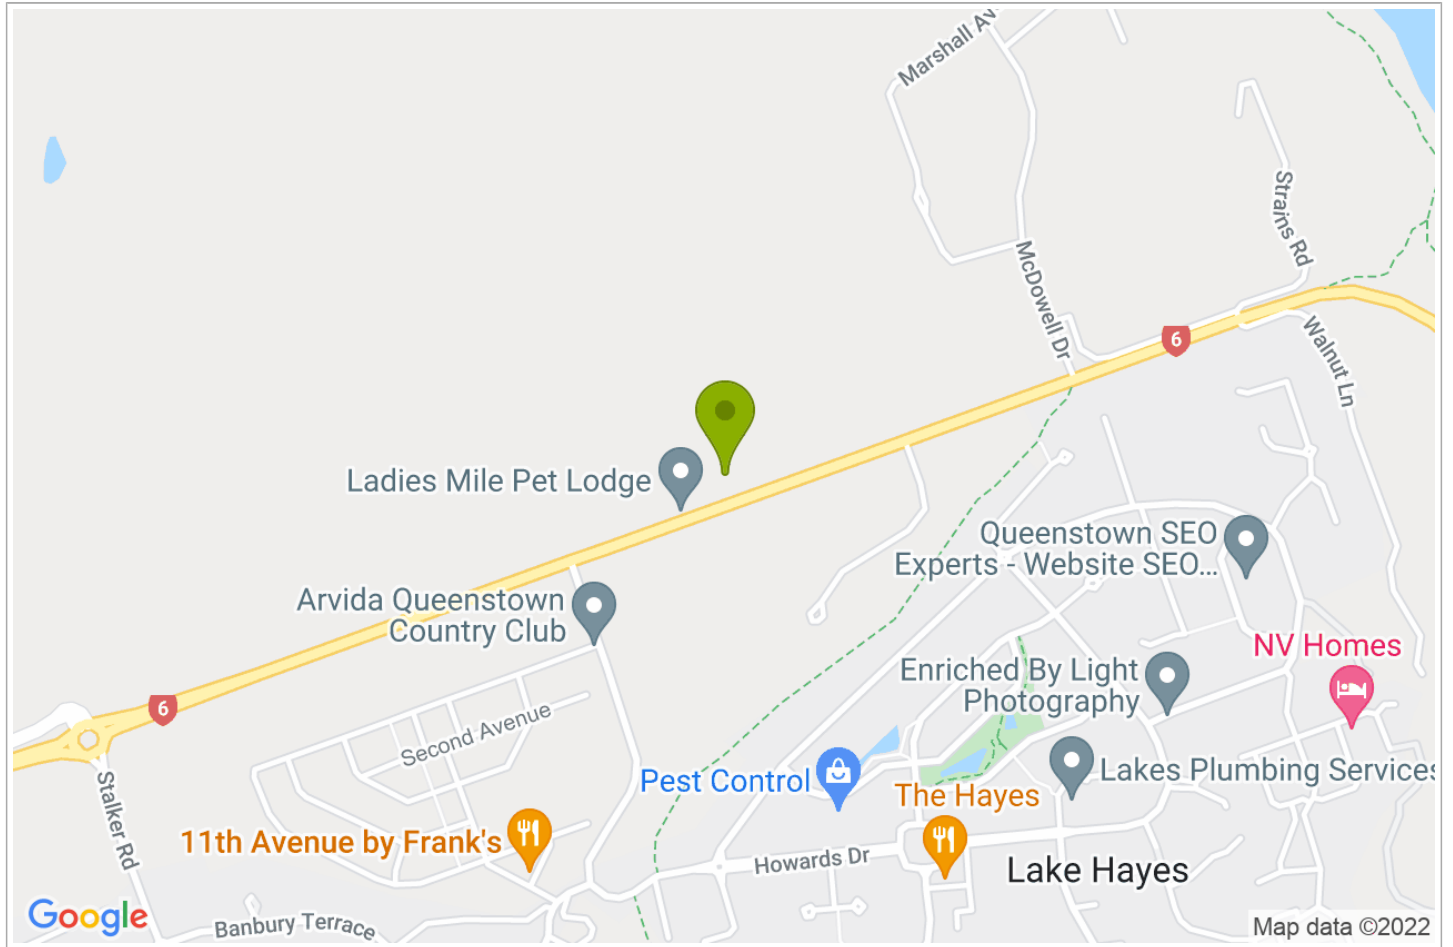 Marshall Av
Strains Rd
McDowell Dr
6
Walnut Ln
Ladies Mile Pet Lodge
Queenstown SEO
Experts - Website SEO...
Arvida Queenstown
Country Club
NV Homes
Enriched By Light
Photography
6
Second Avenue
Stalker Rd
Pest Control
Lakes Plumbing Services
The Hayes
11th Avenue by Frank's
Howards Dr
Lake Hayes
Google
Banbury Terrace
Map data ©2022